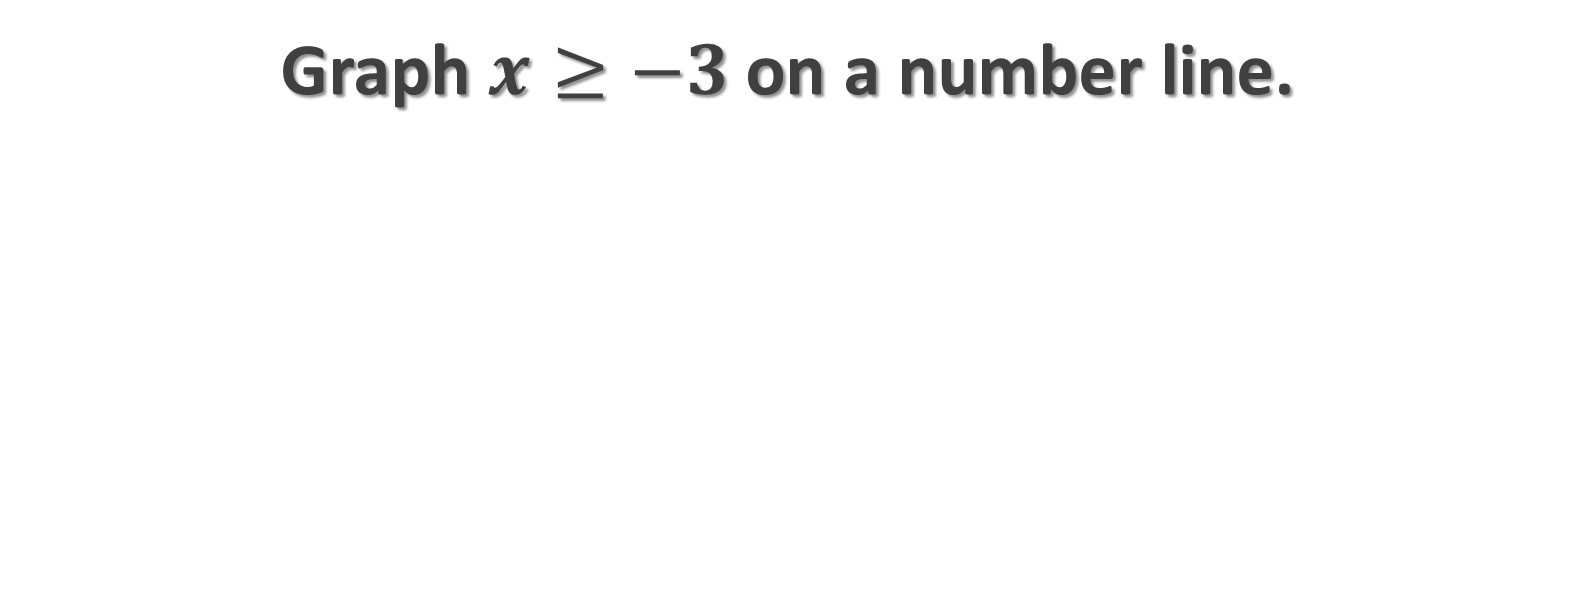 Graph 𝒙 ≥ −𝟑 on a number line.